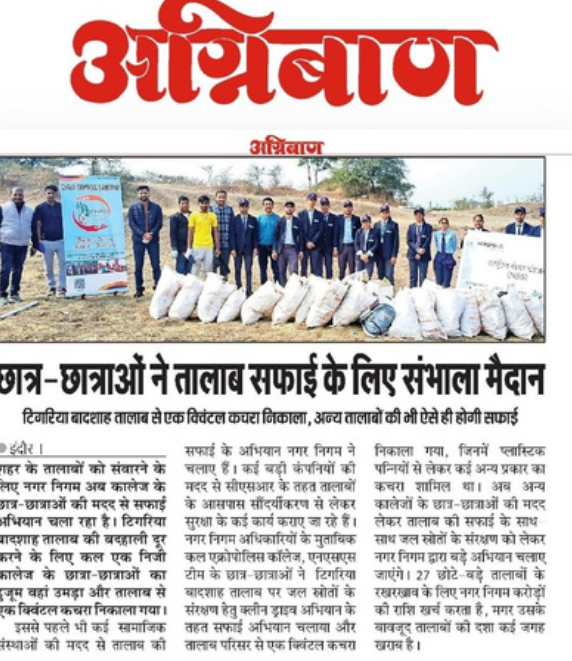 अग्निबाण
अग्निबाण
छात्र-छात्राओं ने तालाब सफाई के लिए संभाला मैदान
टिगरिया बादशाह तालाब से एक क्विंटल कचरा निकाला, अन्य तालाबों की भी ऐसे ही होगी सफाई
इंदौर ।
शहर के तालाबों को संवारने के
लिए नगर निगम अब कालेज के
छात्र-छात्राओं की मदद से सफाई
अभियान चला रहा है। टिगरिया
बादशाह तालाब की बदहाली दूर
करने के लिए कल एक निजी
कालेज के छात्रा-छात्राओं का
हुजूम वहां उमड़ा और तालाब से
एक क्विंटल कचरा निकाला गया।
इससे पहले भी कई सामाजिक
संस्थाओं की मदद से तालाब की
सफाई के अभियान नगर निगम ने
चलाए हैं। कई बड़ी कंपनियों की
मदद से सीएसआर के तहत तालाबों
के आसपास सौंदर्यीकरण से लेकर
सुरक्षा के कई कार्य कराए जा रहे हैं।
नगर निगम अधिकारियों के मुताबिक
कल एक्रोपोलिस कॉलेज, एनएसएस
टीम के छात्र-छात्राओं ने टिगरिया
बादशाह तालाब पर जल स्रोतों के
संरक्षण हेतु क्लीन ड्राइव अभियान के
तहत सफाई अभियान चलाया और
तालाब परिसर से एक क्विंटल कचरा
निकाला गया, जिनमें प्लास्टिक
पन्नियों से लेकर कई अन्य प्रकार का
कचरा शामिल था। अब अन्य
कालेजों के छात्र-छात्राओं की मदद
लेकर तालाब की सफाई के साथ-
साथ जल स्रोतों के संरक्षण को लेकर
नगर निगम द्वारा बड़े अभियान चलाए
जाएंगे। 27 छोटे-बड़े तालाबों के
रखरखाव के लिए नगर निगम करोड़ों
की राशि खर्च करता है, मगर उसके
बावजूद तालाबों की दशा कई जगह
खराब है।